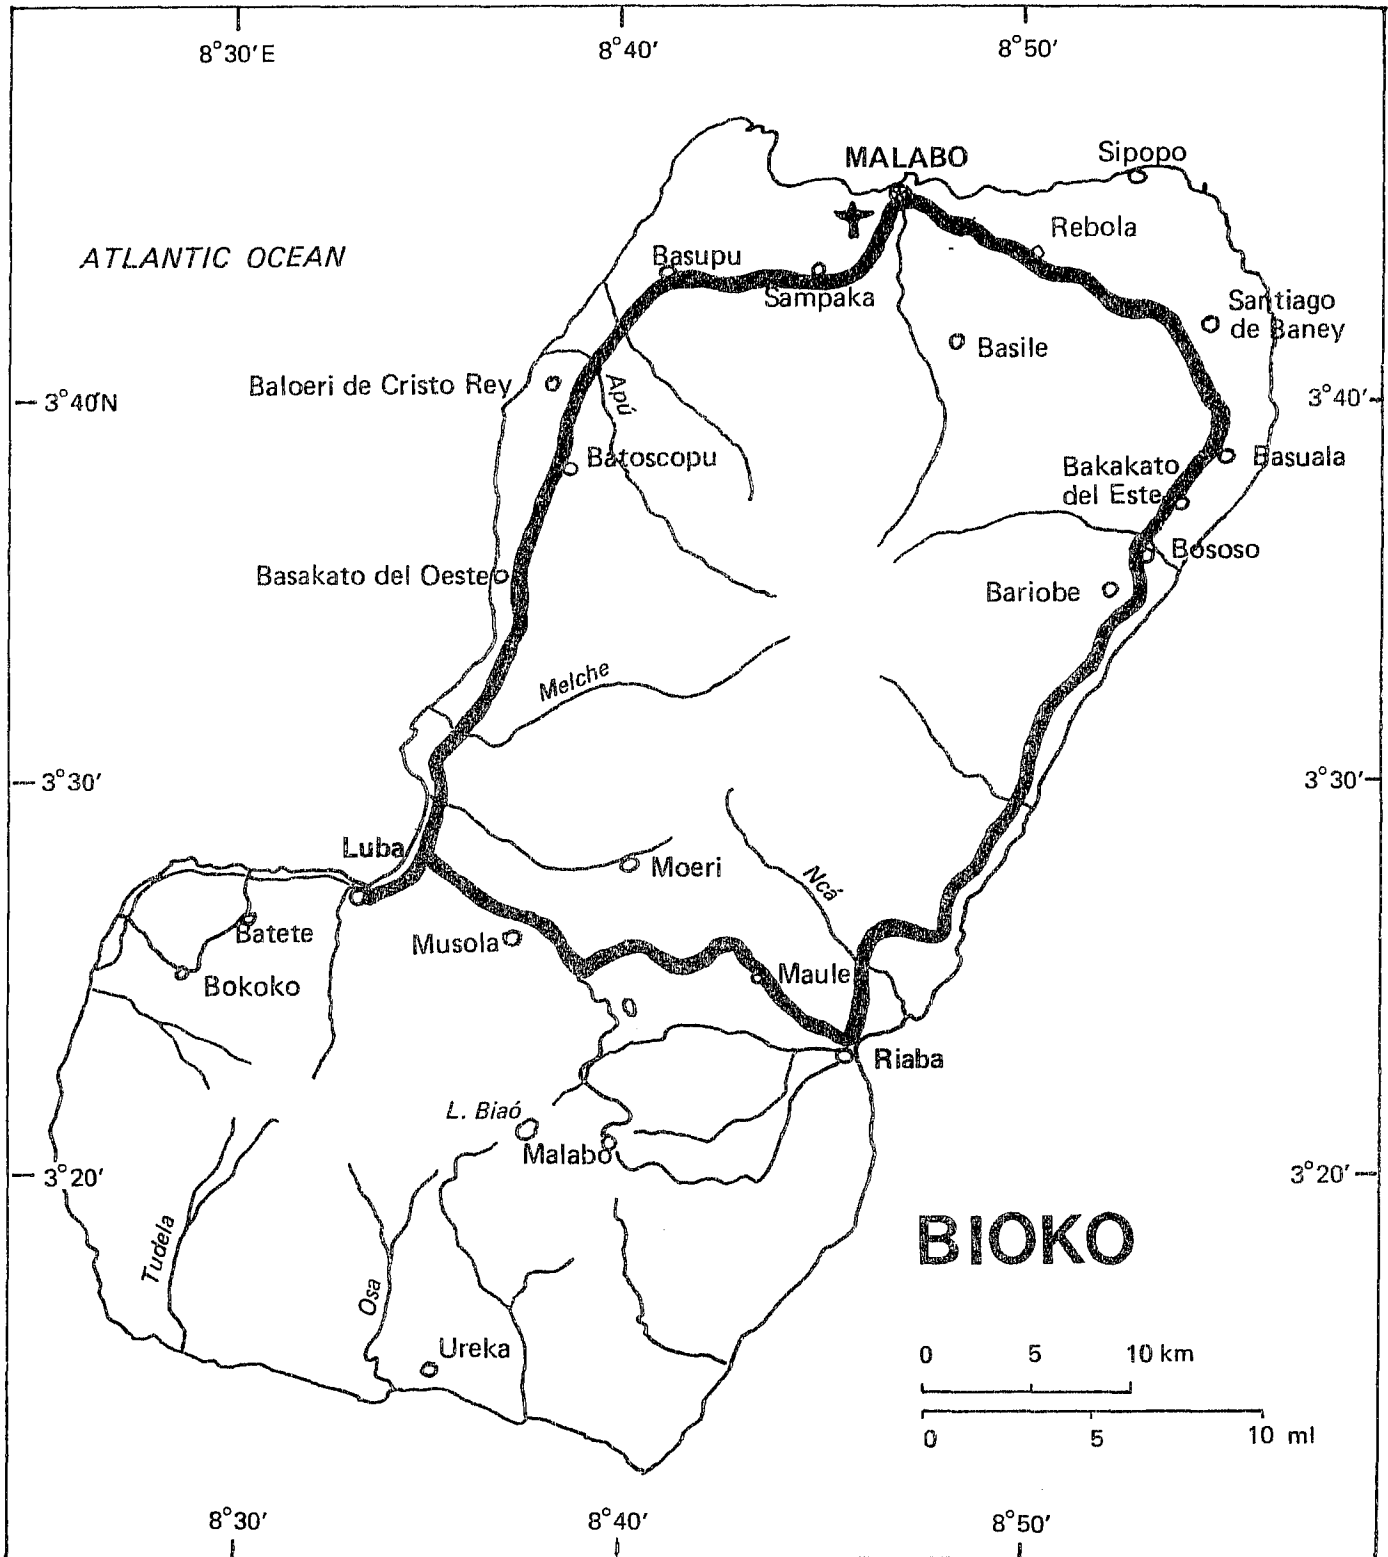 8°30′E
8°40′
8°50′
MALABO
Sipopo
ATLANTIC OCEAN
Basupu
Rebola
Sampaka
Santiago
de Baney
Basile
Baloeri de Cristo Rey
Apú
3°40′N
3°40′
Batoscopu
Basuala
Bakakato
del Este
Bososo
Basakato del Oeste
Bariobe
Melche
3°30′
3°30′
Luba
Moeri
Ncá
Batete
Musola
Maule
Bokoko
Riaba
L. Biaó
Malabo
3°20′
3°20′
Tudela
BIOKO
Osa
Ureka
0 5 10 km
0 5 10 ml
8°30′
8°40′
8°50′